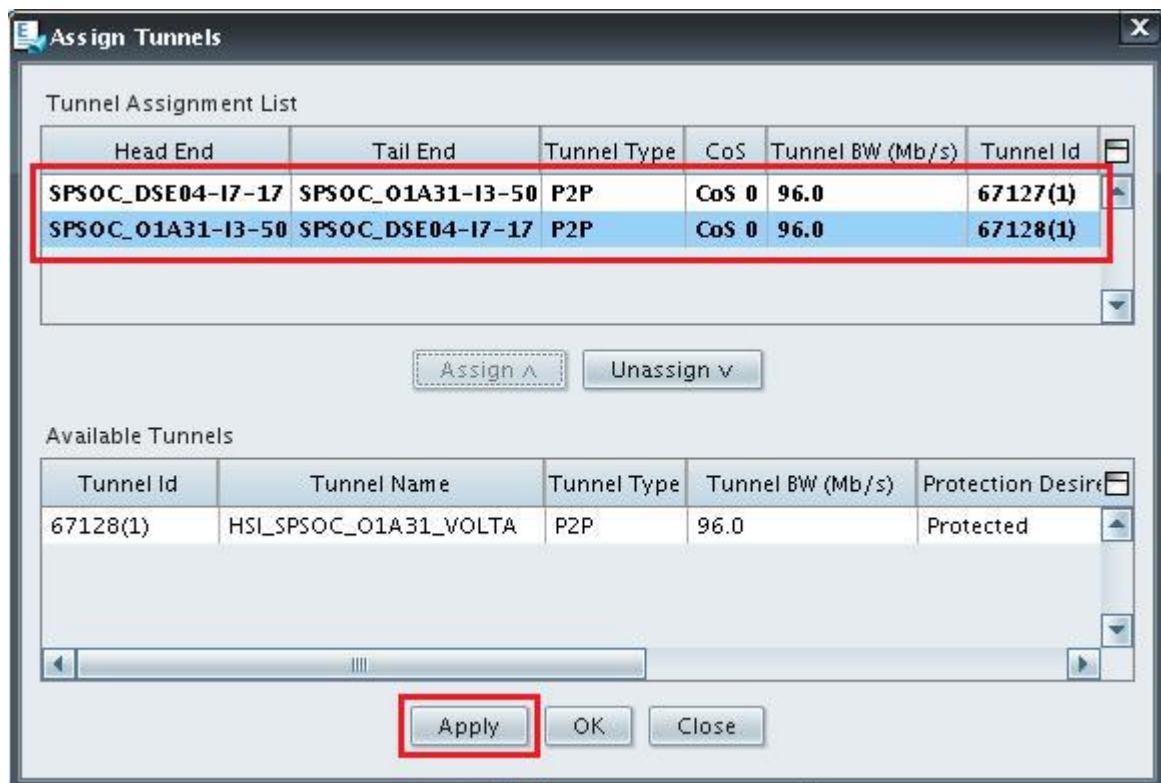 Assign Tunnels
Tunnel Assignment List
Head End Tail End Tunnel Type CoS Tunnel BW (Mb/s) Tunnel Id
SPSOC_DSE04-I7-17 SPSOC_O1A31-I3-50 P2P CoS 0 96.0 67127(1)
SPSOC_O1A31-I3-50 SPSOC_DSE04-I7-17 P2P CoS 0 96.0 67128(1)
Assign ∧ Unassign ∨
Available Tunnels
Tunnel Id Tunnel Name Tunnel Type Tunnel BW (Mb/s) Protection Desire
67128(1) HSI_SPSOC_O1A31_VOLTA P2P 96.0 Protected
Apply OK Close